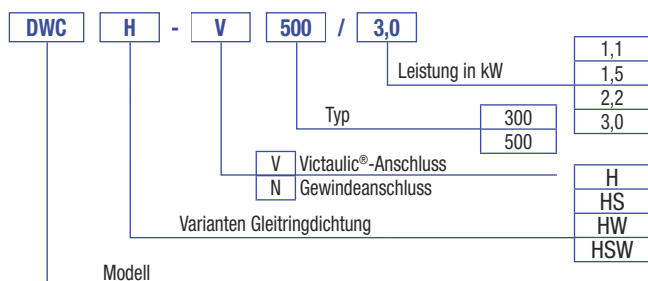 DWC H - V 500 / 3,0
Leistung in kW
1,1
1,5
2,2
3,0
Typ
300
500
V Victaulic®-Anschluss
N Gewindeanschluss
Varianten Gleitringdichtung
H
HS
HW
HSW
Modell